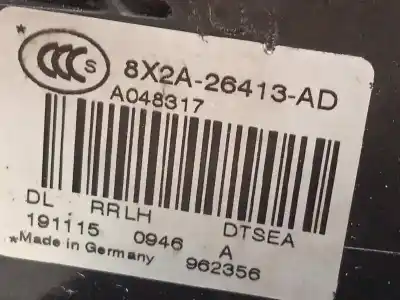 *
CCC S
8X2A-26413-AD
A048317
DL RRLH DTSEA
191115 0946 A
*Made in Germany 962356